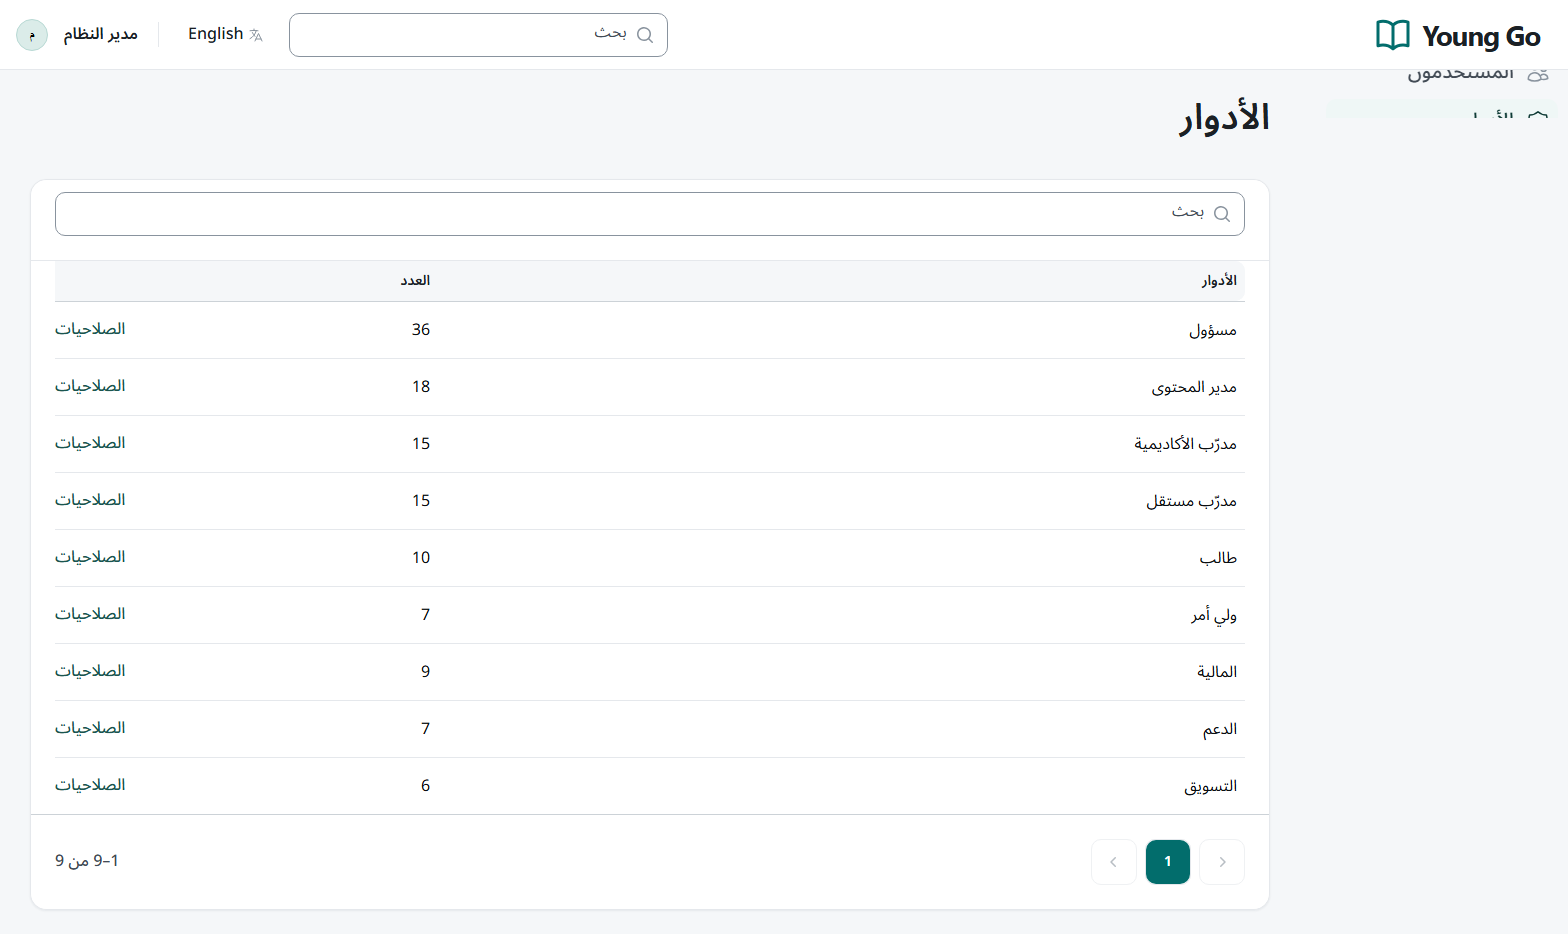 Young Go
بحث
English
مدير النظام
م
المستخدمون
الأدوار
الأدوار
بحث
الأدوار العدد
مسؤول 36 الصلاحيات
مدير المحتوى 18 الصلاحيات
مدرّب الأكاديمية 15 الصلاحيات
مدرّب مستقل 15 الصلاحيات
طالب 10 الصلاحيات
ولي أمر 7 الصلاحيات
المالية 9 الصلاحيات
الدعم 7 الصلاحيات
التسويق 6 الصلاحيات
1
1–9 من 9